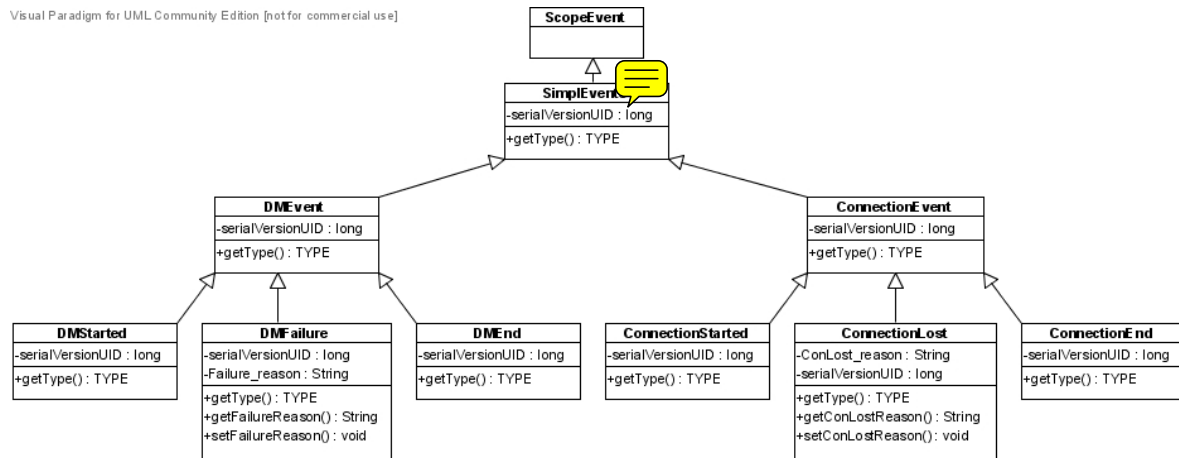 Visual Paradigm for UML Community Edition [not for commercial use]
ScopeEvent
SimplEvent
-serialVersionUID : long
+getType() : TYPE
DMEvent
-serialVersionUID : long
+getType() : TYPE
ConnectionEvent
-serialVersionUID : long
+getType() : TYPE
DMStarted
-serialVersionUID : long
+getType() : TYPE
DMFailure
-serialVersionUID : long
-Failure_reason : String
+getType() : TYPE
+getFailureReason() : String
+setFailureReason() : void
DMEnd
-serialVersionUID : long
+getType() : TYPE
ConnectionStarted
-serialVersionUID : long
+getType() : TYPE
ConnectionLost
-ConLost_reason : String
-serialVersionUID : long
+getType() : TYPE
+getConLostReason() : String
+setConLostReason() : void
ConnectionEnd
-serialVersionUID : long
+getType() : TYPE